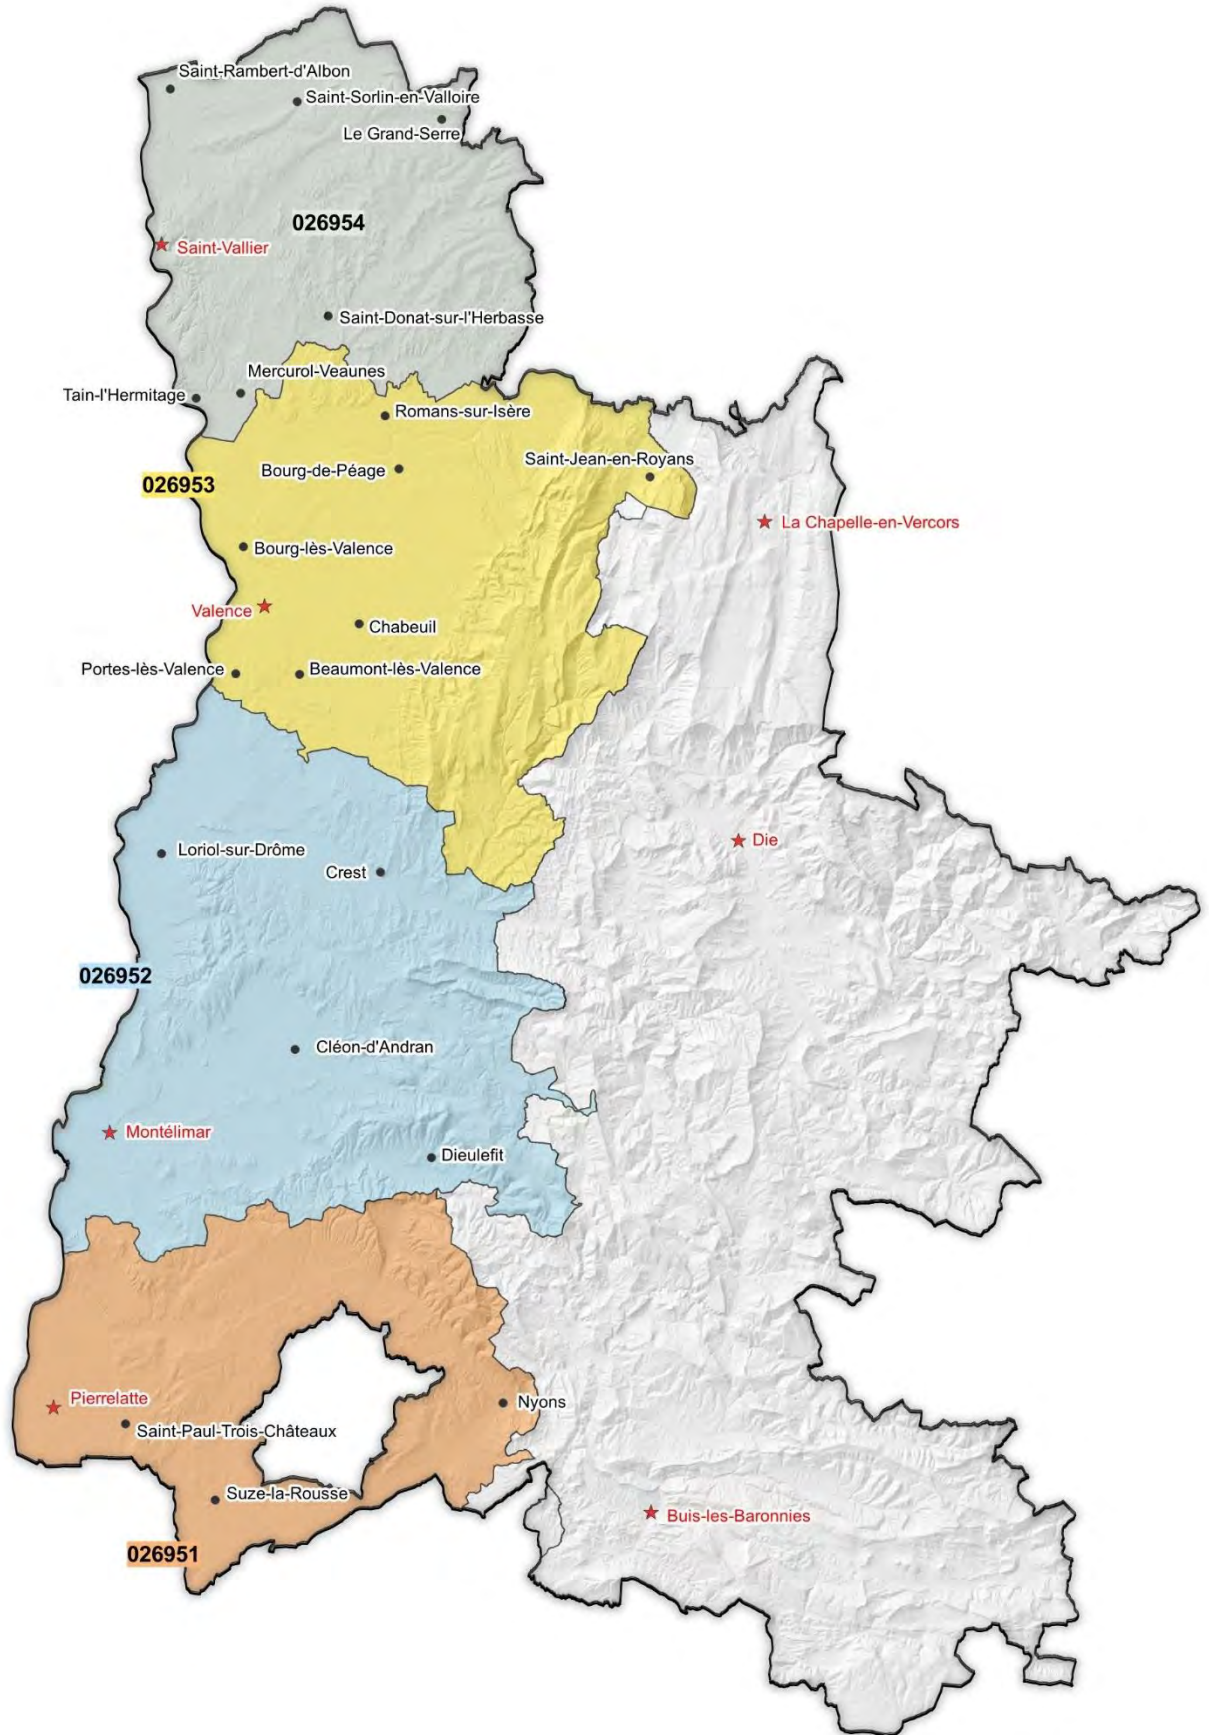 Saint-Rambert-d'Albon
Saint-Sorlin-en-Valloire
Le Grand-Serre
026954
Saint-Vallier
Saint-Donat-sur-l'Herbasse
Mercurol-Veaunes
Tain-l'Hermitage
Romans-sur-Isère
Saint-Jean-en-Royans
Bourg-de-Péage
026953
La Chapelle-en-Vercors
Bourg-lès-Valence
Valence
Chabeuil
Portes-lès-Valence
Beaumont-lès-Valence
Die
Loriol-sur-Drôme
Crest
026952
Cléon-d'Andran
Montélimar
Dieulefit
Pierrelatte
Nyons
Saint-Paul-Trois-Châteaux
Suze-la-Rousse
Buis-les-Baronnies
026951